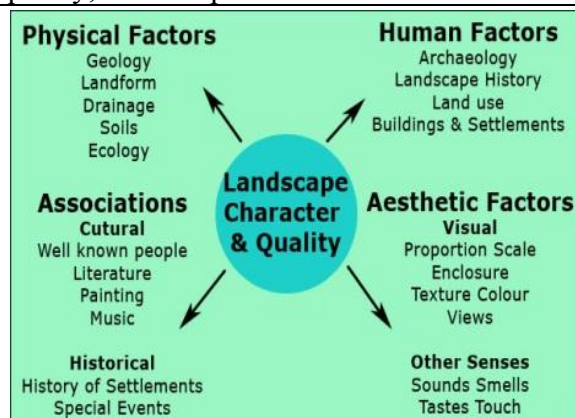 Physical Factors
Geology
Landform
Drainage
Soils
Ecology
Human Factors
Archaeology
Landscape History
Land use
Buildings & Settlements
Landscape
Character
& Quality
Associations
Cutural
Well known people
Literature
Painting
Music
Historical
History of Settlements
Special Events
Aesthetic Factors
Visual
Proportion Scale
Enclosure
Texture Colour
Views
Other Senses
Sounds Smells
Tastes Touch